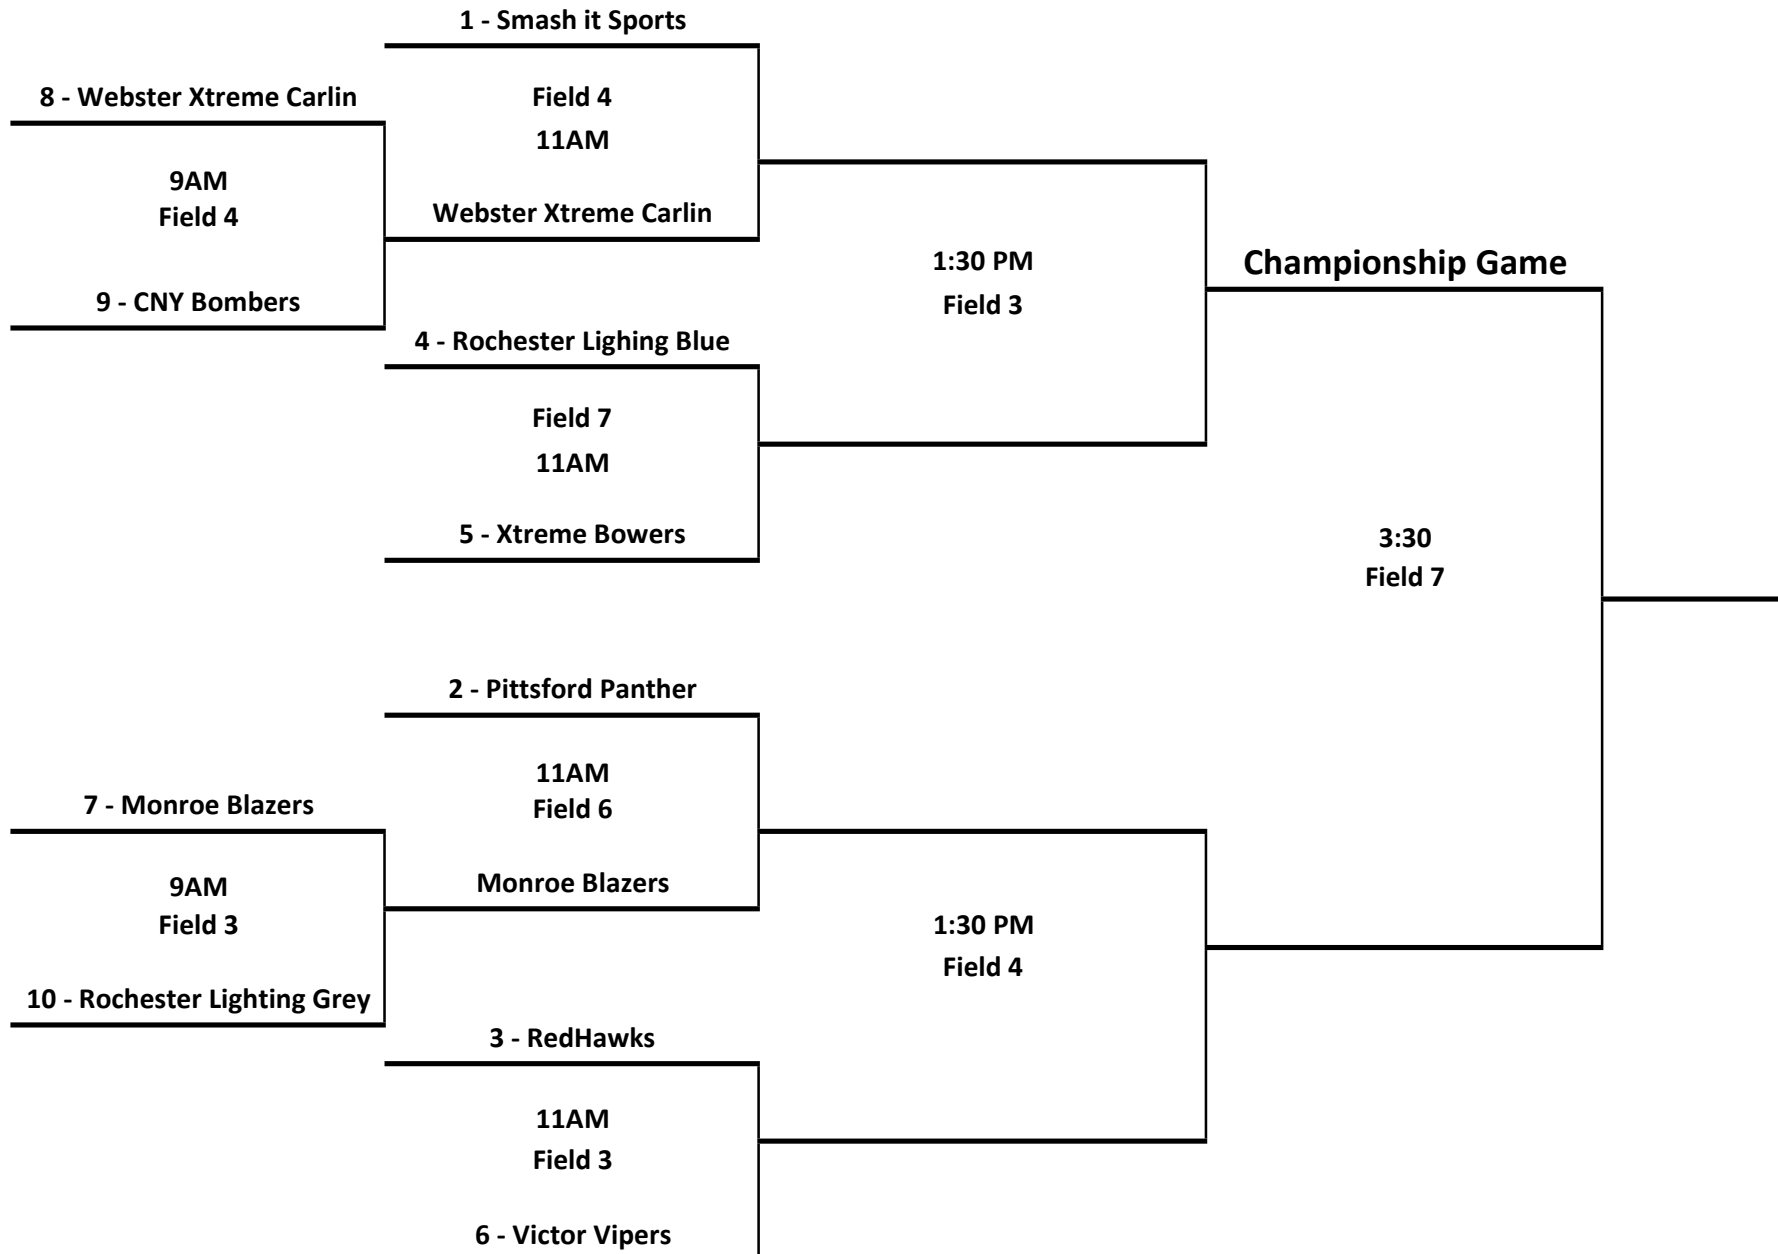 1 - Smash it Sports
8 - Webster Xtreme Carlin
Field 4
11AM
9AM
Field 4
Webster Xtreme Carlin
1:30 PM
Field 3
Championship Game
9 - CNY Bombers
4 - Rochester Lighing Blue
Field 7
11AM
5 - Xtreme Bowers
3:30
Field 7
2 - Pittsford Panther
11AM
Field 6
7 - Monroe Blazers
9AM
Field 3
Monroe Blazers
1:30 PM
Field 4
10 - Rochester Lighting Grey
3 - RedHawks
11AM
Field 3
6 - Victor Vipers